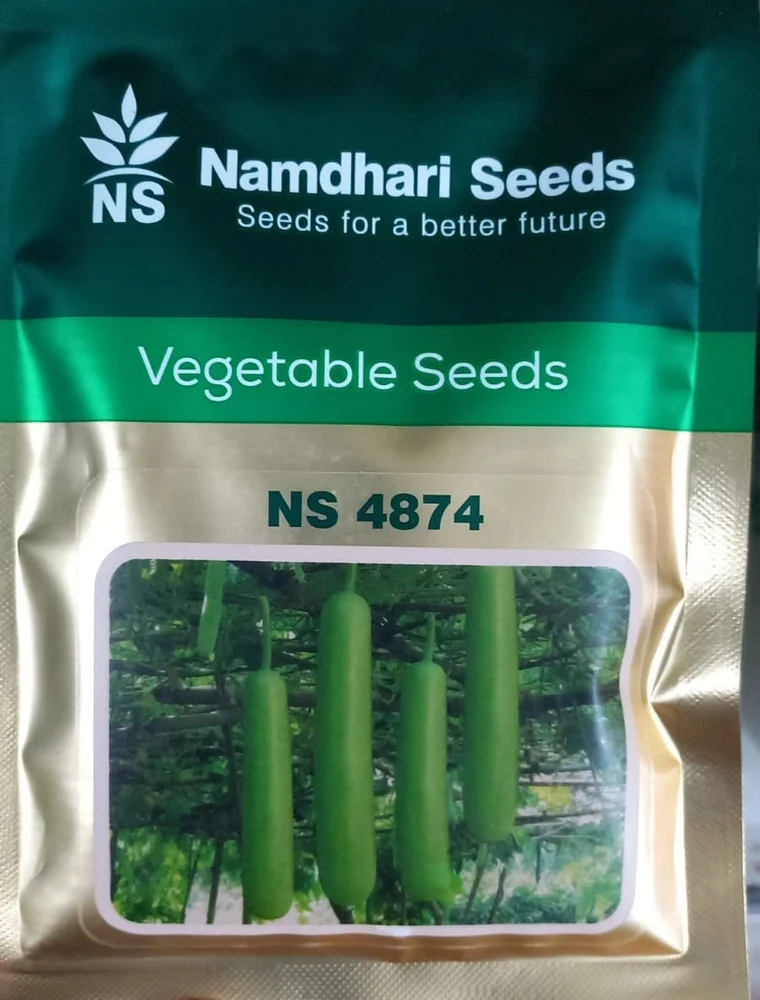 NS
Namdhari Seeds
Seeds for a better future
Vegetable Seeds
NS 4874